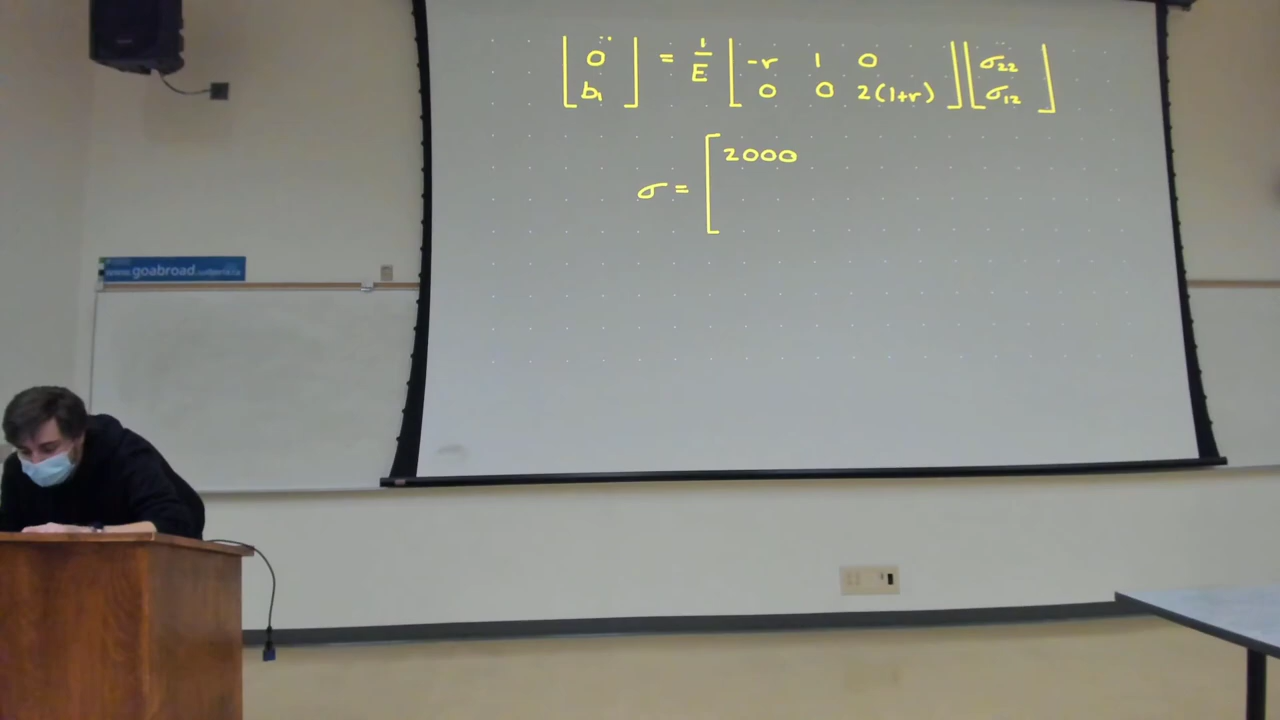 [0 b₁] = 1/E [-r 1 0
0 0 2(1+r)] [σ₂₂ σ₁₂]
σ = [2000
www.goabroad